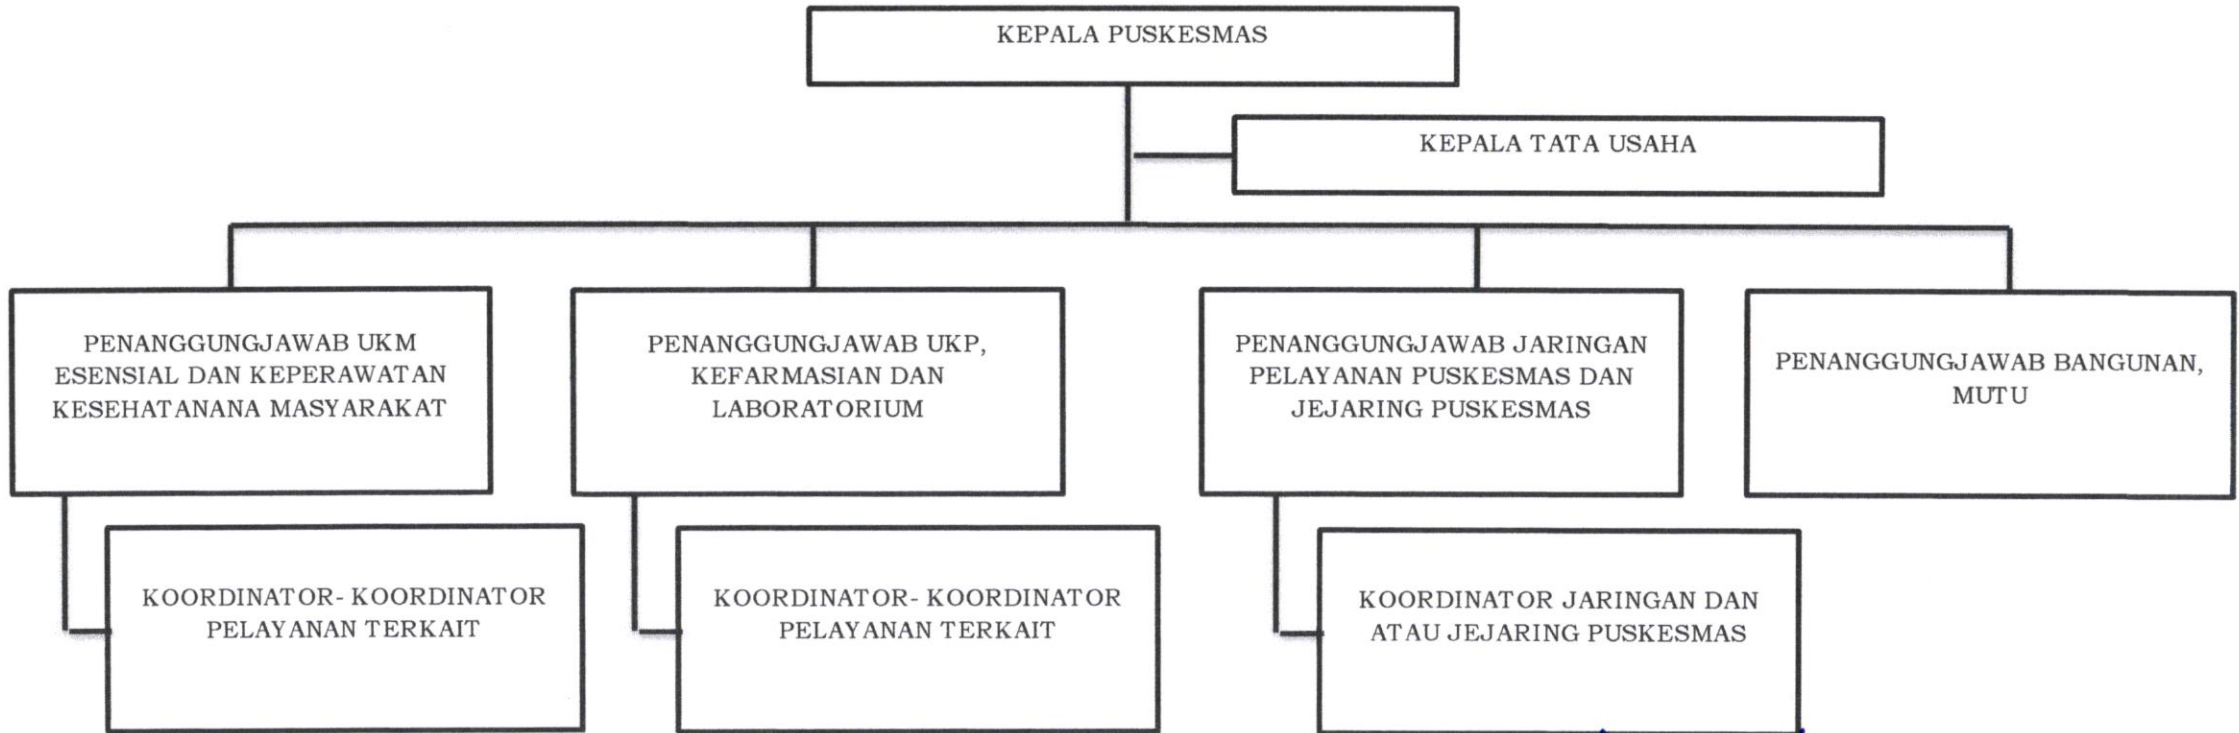 KEPALA PUSKESMAS
KEPALA TATA USAHA
PENANGGUNGJAWAB UKM
ESENSIAL DAN KEPERAWATAN
KESEHATANANA MASYARAKAT
PENANGGUNGJAWAB UKP,
KEFARMASIAN DAN
LABORATORIUM
PENANGGUNGJAWAB JARINGAN
PELAYANAN PUSKESMAS DAN
JEJARING PUSKESMAS
PENANGGUNGJAWAB BANGUNAN,
MUTU
KOORDINATOR- KOORDINATOR
PELAYANAN TERKAIT
KOORDINATOR- KOORDINATOR
PELAYANAN TERKAIT
KOORDINATOR JARINGAN DAN
ATAU JEJARING PUSKESMAS